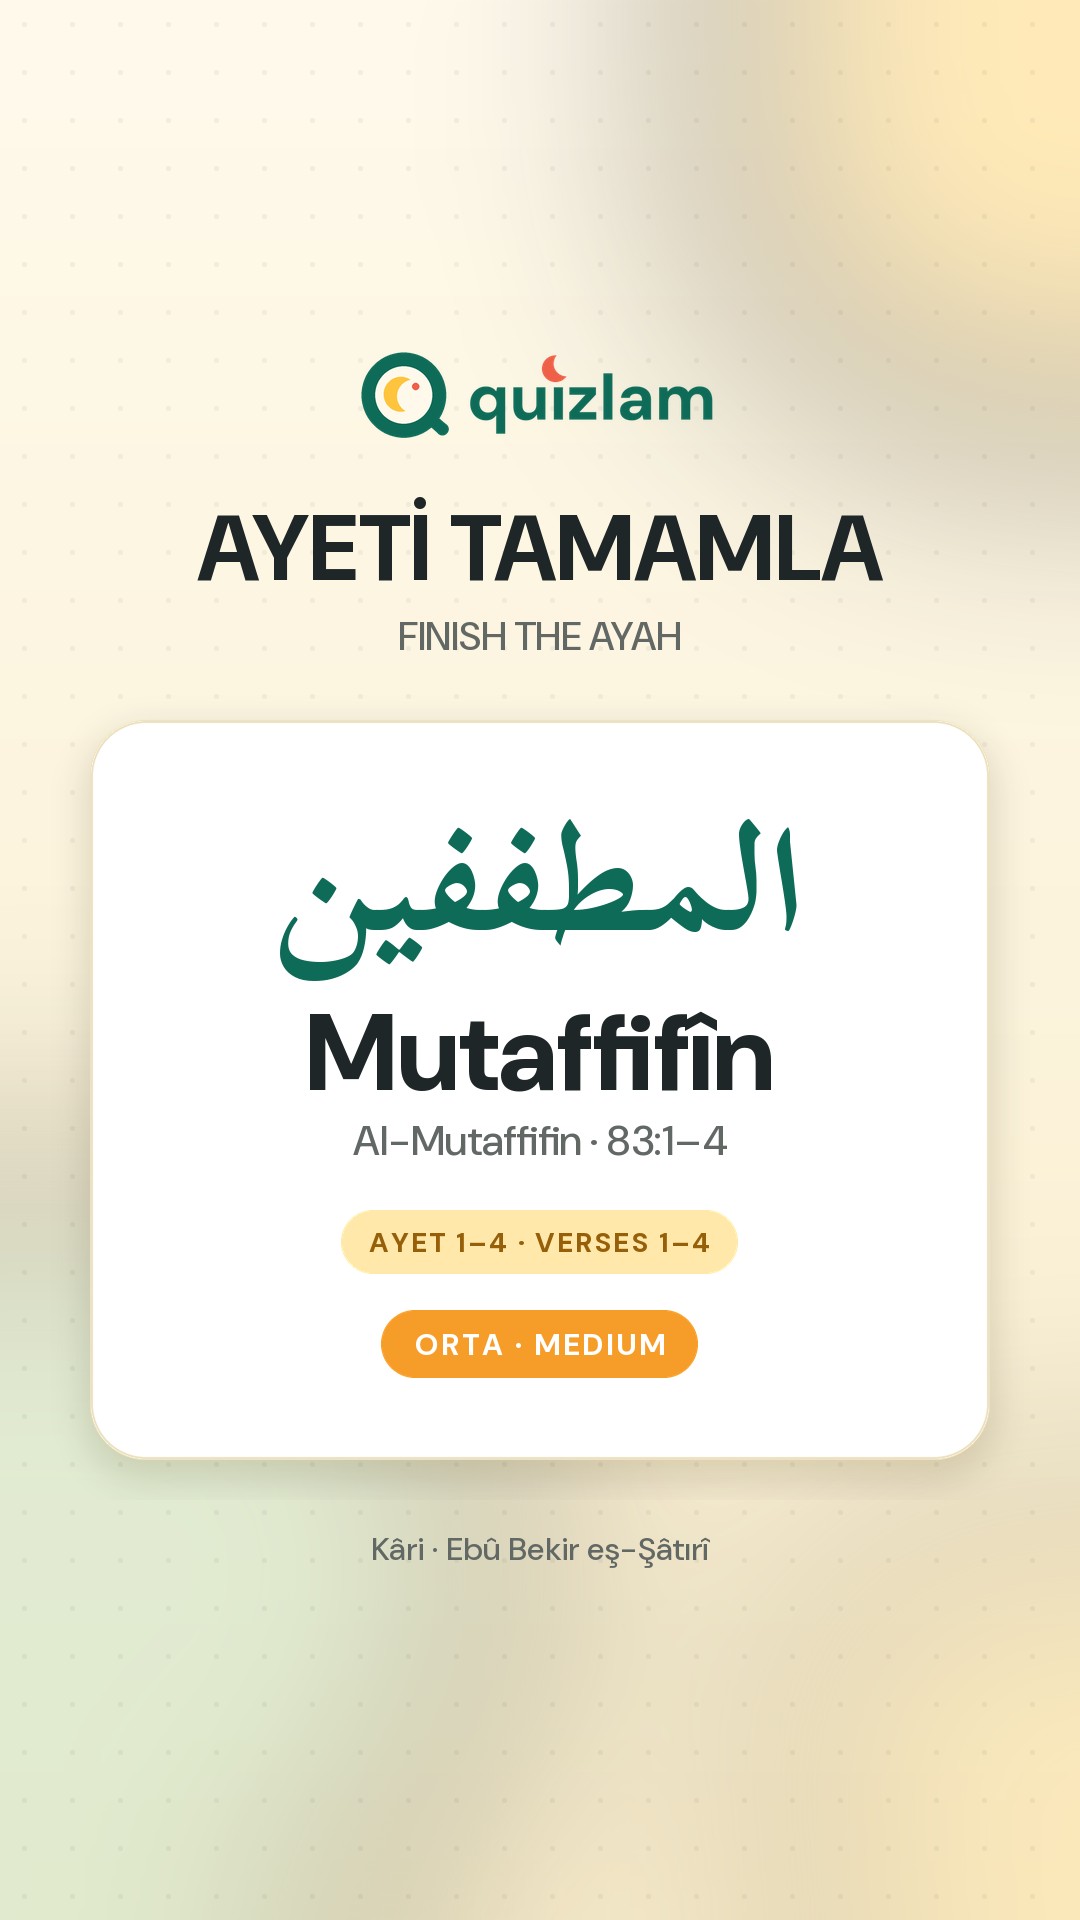 quizlam
AYETİ TAMAMLA
FINISH THE AYAH
المطففين
Mutaffifîn
Al-Mutaffifin · 83:1–4
AYET 1–4 · VERSES 1–4
ORTA · MEDIUM
Kâri · Ebû Bekir eş-Şâtırî